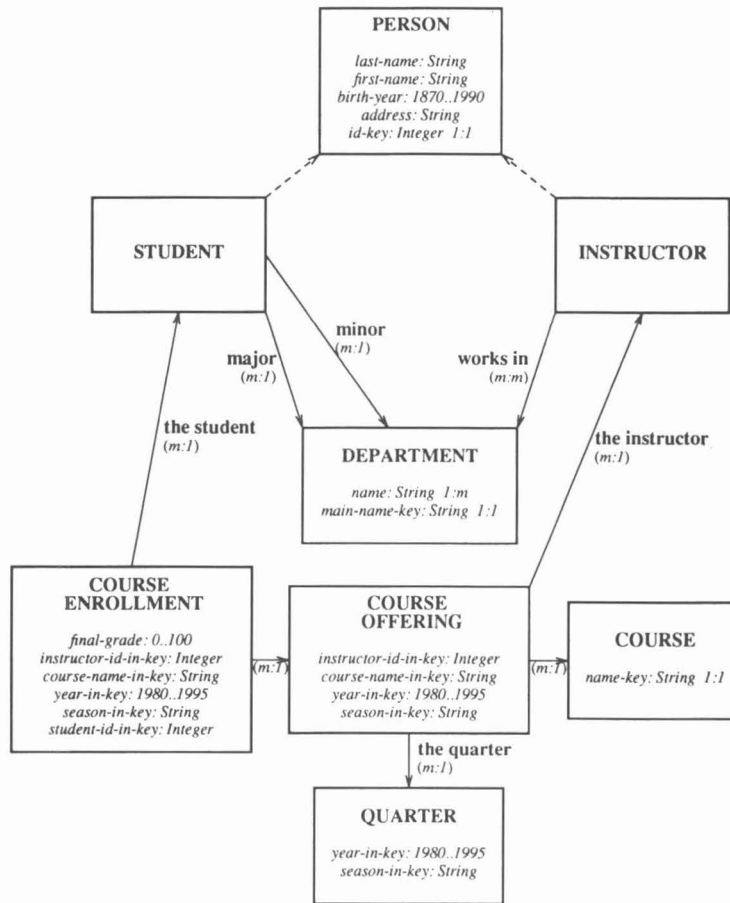 PERSON
last-name: String
first-name: String
birth-year: 1870..1990
address: String
id-key: Integer 1:1
STUDENT
INSTRUCTOR
minor
(m:1)
major
(m:1)
works in
(m:m)
the student
(m:1)
the instructor
(m:1)
DEPARTMENT
name: String 1:m
main-name-key: String 1:1
COURSE
ENROLLMENT
final-grade: 0..100
instructor-id-in-key: Integer
course-name-in-key: String
year-in-key: 1980..1995
season-in-key: String
student-id-in-key: Integer
(m:1)
COURSE
OFFERING
instructor-id-in-key: Integer
course-name-in-key: String
year-in-key: 1980..1995
season-in-key: String
(m:1)
COURSE
name-key: String 1:1
the quarter
(m:1)
QUARTER
year-in-key: 1980..1995
season-in-key: String